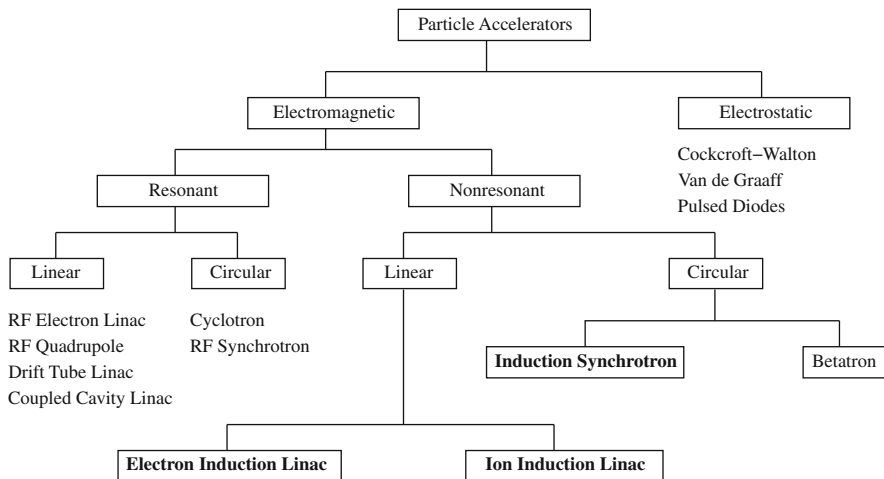 Particle Accelerators
Electromagnetic
Electrostatic
Cockcroft−Walton
Van de Graaff
Pulsed Diodes
Resonant
Nonresonant
Linear
Circular
Linear
Circular
RF Electron Linac
RF Quadrupole
Drift Tube Linac
Coupled Cavity Linac
Cyclotron
RF Synchrotron
Induction Synchrotron
Betatron
Electron Induction Linac
Ion Induction Linac